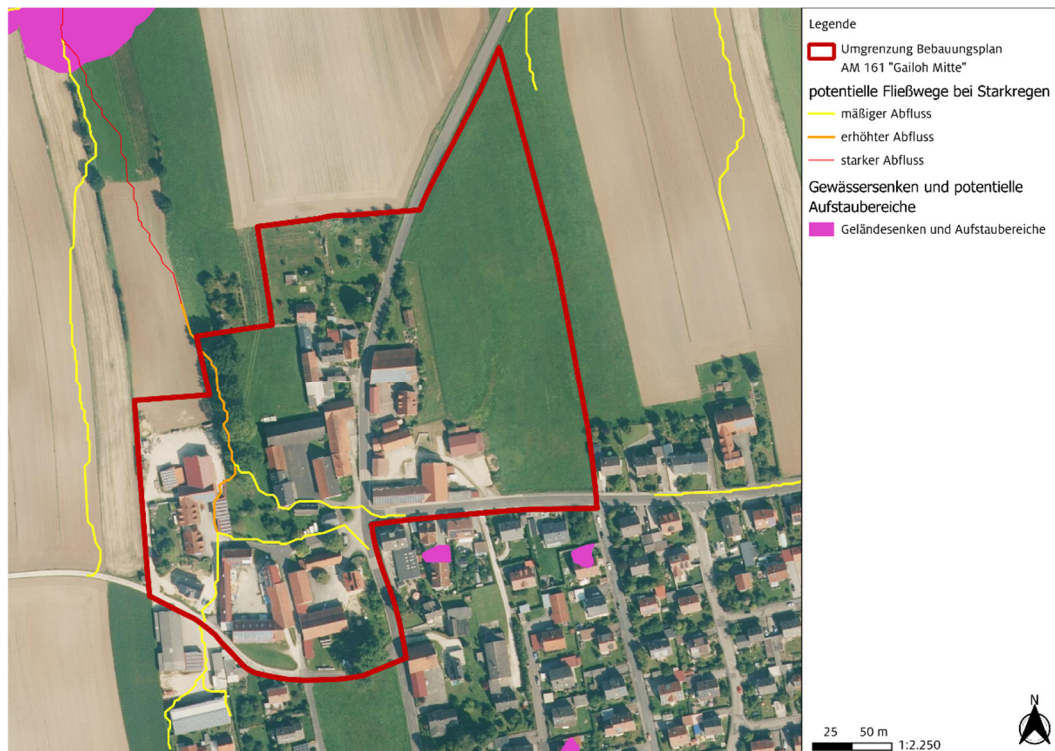 Legende
Umgrenzung Bebauungsplan
AM 161 "Gailoh Mitte"
potentielle Fließwege bei Starkregen
mäßiger Abfluss
erhöhter Abfluss
starker Abfluss
Gewässersenken und potentielle
Aufstaubereiche
Geländesenken und Aufstaubereiche
N
25 50 m
1:2.250